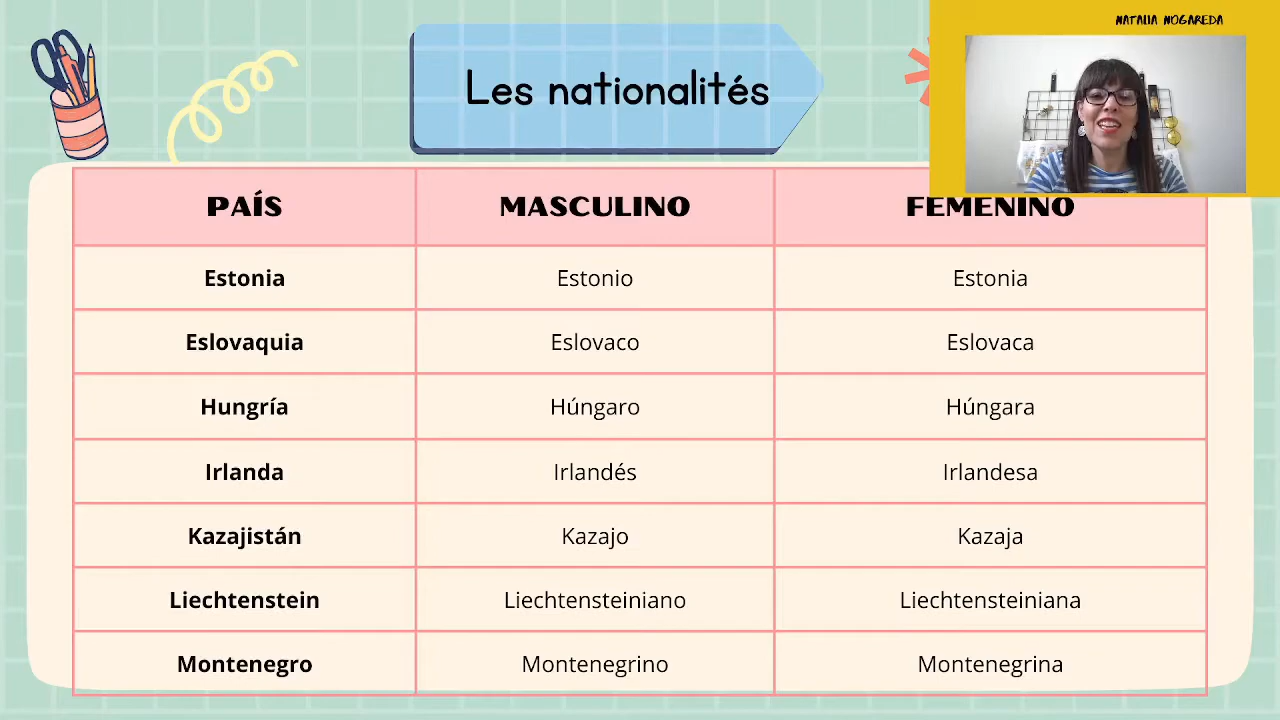 NATALIA NOGAREDA
Les nationalités
PAÍS MASCULINO FEMENINO
Estonia Estonio Estonia
Eslovaquia Eslovaco Eslovaca
Hungría Húngaro Húngara
Irlanda Irlandés Irlandesa
Kazajistán Kazajo Kazaja
Liechtenstein Liechtensteiniano Liechtensteiniana
Montenegro Montenegrino Montenegrina